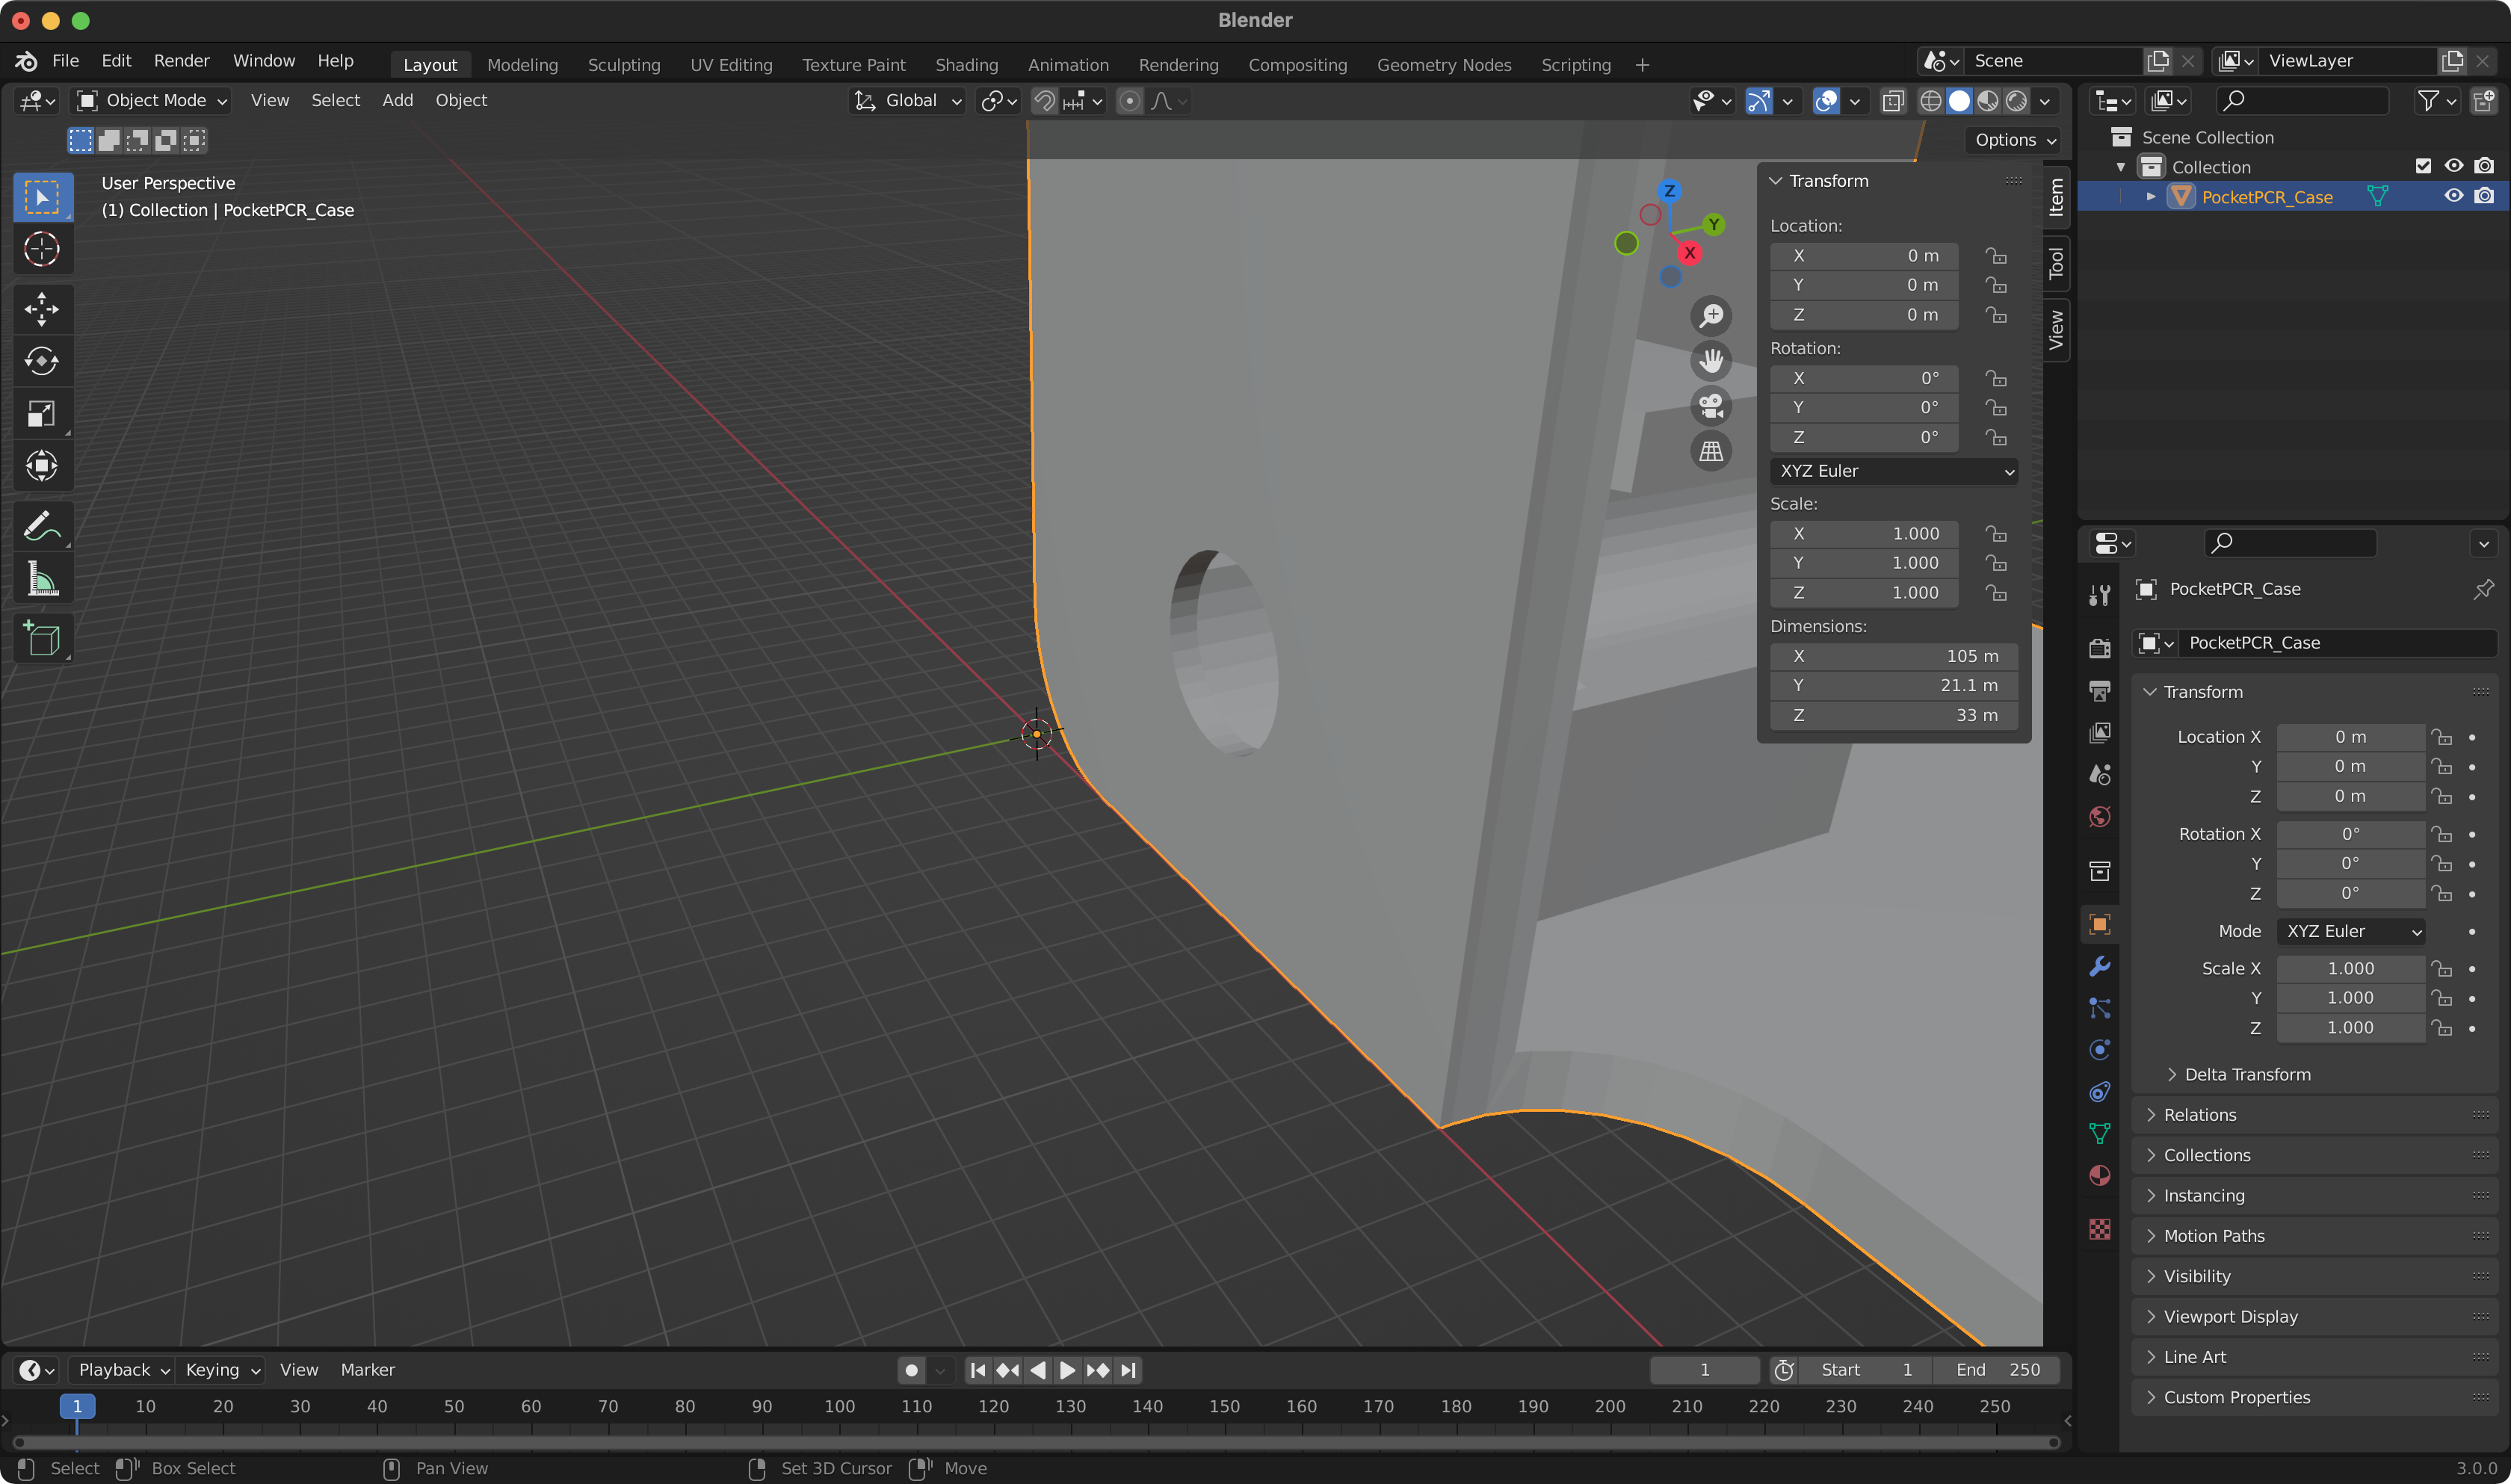 Blender
File Edit Render Window Help
Layout Modeling Sculpting UV Editing Texture Paint Shading Animation Rendering Compositing Geometry Nodes Scripting +
Scene
ViewLayer
Object Mode View Select Add Object
Global
Options
User Perspective
(1) Collection | PocketPCR_Case
Z
Y
X
Transform
Location:
X 0 m
Y 0 m
Z 0 m
Rotation:
X 0°
Y 0°
Z 0°
XYZ Euler
Scale:
X 1.000
Y 1.000
Z 1.000
Dimensions:
X 105 m
Y 21.1 m
Z 33 m
Item
Tool
View
Scene Collection
Collection
PocketPCR_Case
PocketPCR_Case
PocketPCR_Case
Transform
Location X 0 m
Y 0 m
Z 0 m
Rotation X 0°
Y 0°
Z 0°
Mode XYZ Euler
Scale X 1.000
Y 1.000
Z 1.000
Delta Transform
Relations
Collections
Instancing
Motion Paths
Visibility
Viewport Display
Line Art
Custom Properties
Playback Keying View Marker
1 Start 1 End 250
1 10 20 30 40 50 60 70 80 90 100 110 120 130 140 150 160 170 180 190 200 210 220 230 240 250
Select Box Select Pan View Set 3D Cursor Move 3.0.0